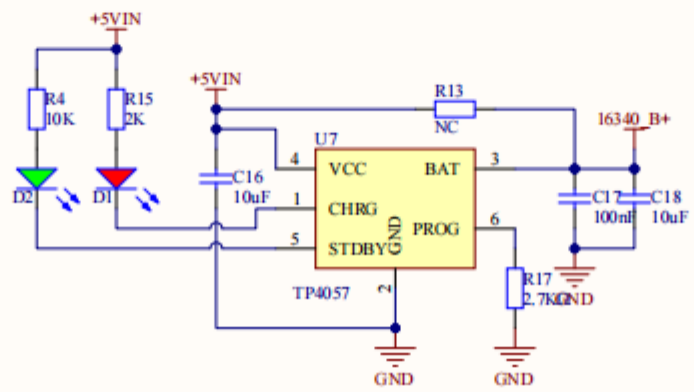 +5VIN
R4
10K
R15
2K
D2
D1
+5VIN
C16
10uF
R13
NC
16340_B+
U7
4
VCC
BAT
3
1
CHRG
5
STDBY
GND
PROG
6
2
TP4057
C17
100nF
C18
10uF
GND
R17
2.7KΩ
GND
GND